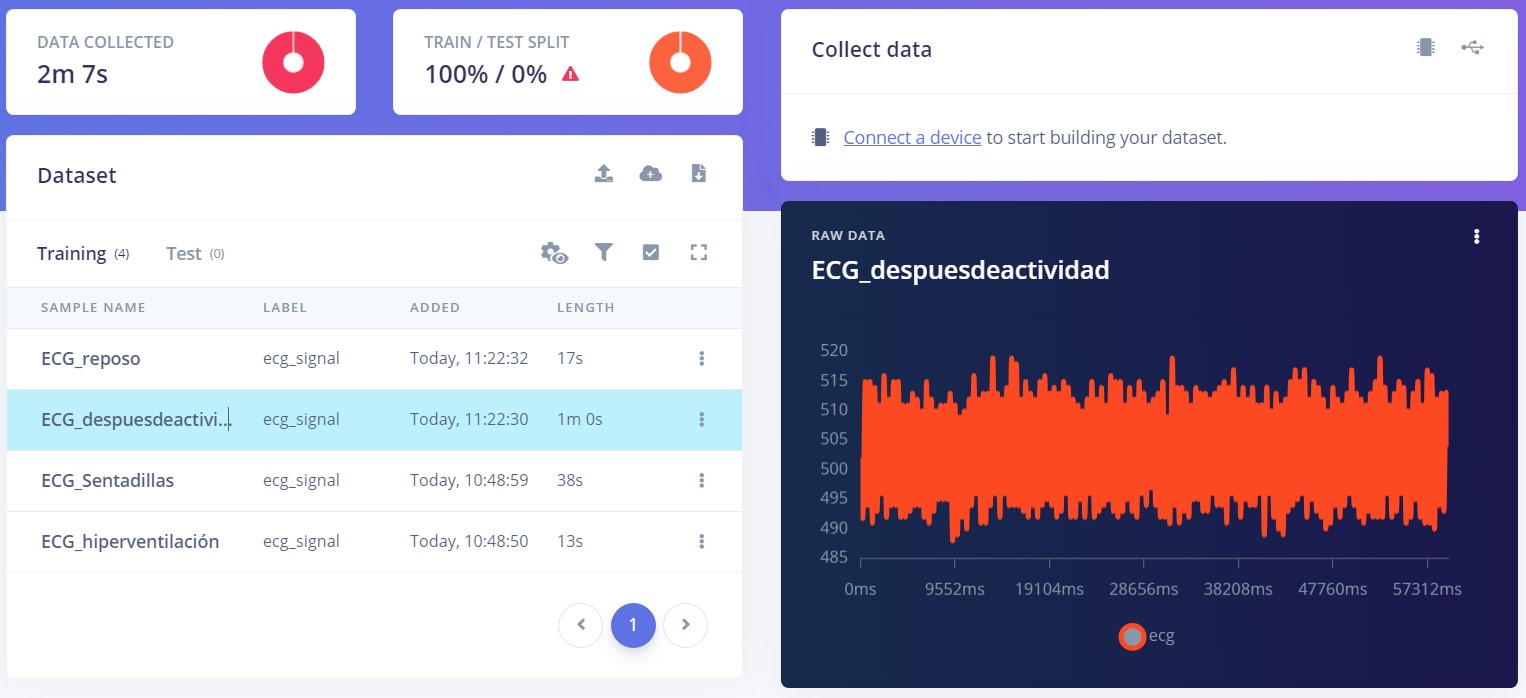 DATA COLLECTED
2m 7s
TRAIN / TEST SPLIT
100% / 0%
Collect data
Connect a device to start building your dataset.
Dataset
Training (4) Test (0)
SAMPLE NAME LABEL ADDED LENGTH
ECG_reposo ecg_signal Today, 11:22:32 17s
ECG_despuesdeactivi... ecg_signal Today, 11:22:30 1m 0s
ECG_Sentadillas ecg_signal Today, 10:48:59 38s
ECG_hiperventilación ecg_signal Today, 10:48:50 13s
1
RAW DATA
ECG_despuesdeactividad
520
515
510
505
500
495
490
485
0ms 9552ms 19104ms 28656ms 38208ms 47760ms 57312ms
ecg